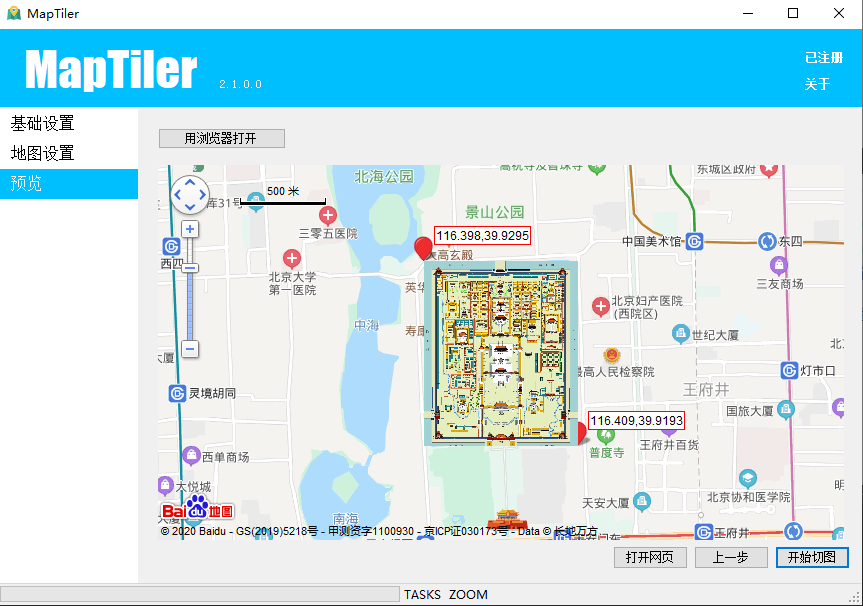 MapTiler
MapTiler 2.1.0.0
已注册
关于
基础设置
地图设置
预览
用浏览器打开
北海公园
东城区政府
库31号
500 米
三零五医院
景山公园
116.398,39.9295
中国美术馆
东四
大高玄殿
西四
北京大学
第一医院
三友商场
英华
北京妇产医院
(西院区)
中海
寿康
世纪大厦
大厦
最高人民检察院
灯市口
灵境胡同
王府井
116.409,39.9193
国旅大厦
王府井百货
普度寺
西单商场
大悦城
北京协和医学院
明
天安大厦
Bai du 地图
南海
王府井
© 2020 Baidu - GS(2019)5218号 - 甲测资字1100930 - 京ICP证030173号 - Data © 长地万方
打开网页
上一步
开始切图
TASKS ZOOM